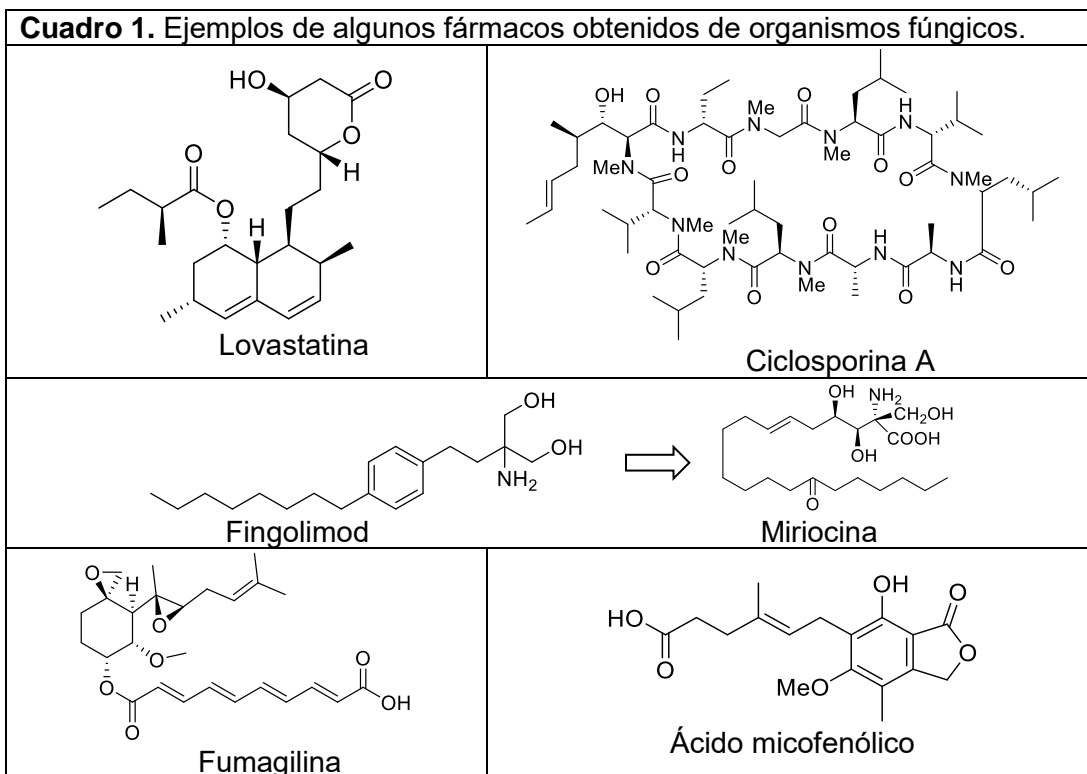 Cuadro 1. Ejemplos de algunos fármacos obtenidos de organismos fúngicos.
HO
O
O
H
O
O
H
Lovastatina
OH
O
N
H
O
Me
N
O
N
Me
O
H
N
O
NMe
MeN
O
NMe
O
Me
N
O
N
Me
O
H
N
O
N
H
O
Ciclosporina A
OH
OH
NH2
Fingolimod
OH
NH2
CH2OH
COOH
OH
O
Miriocina
O
H
O
O
O
O
O
OH
Fumagilina
HO
O
OH
O
O
MeO
Ácido micofenólico